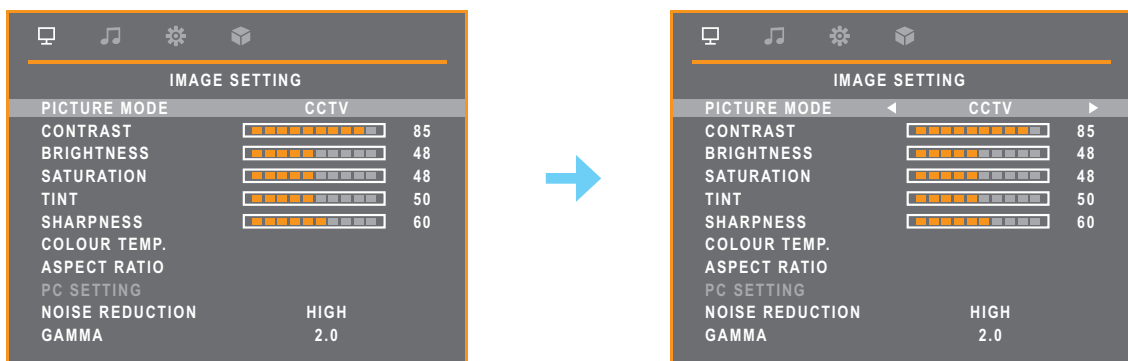 IMAGE SETTING
PICTURE MODE CCTV
CONTRAST 85
BRIGHTNESS 48
SATURATION 48
TINT 50
SHARPNESS 60
COLOUR TEMP.
ASPECT RATIO
PC SETTING
NOISE REDUCTION HIGH
GAMMA 2.0
IMAGE SETTING
PICTURE MODE CCTV
CONTRAST 85
BRIGHTNESS 48
SATURATION 48
TINT 50
SHARPNESS 60
COLOUR TEMP.
ASPECT RATIO
PC SETTING
NOISE REDUCTION HIGH
GAMMA 2.0